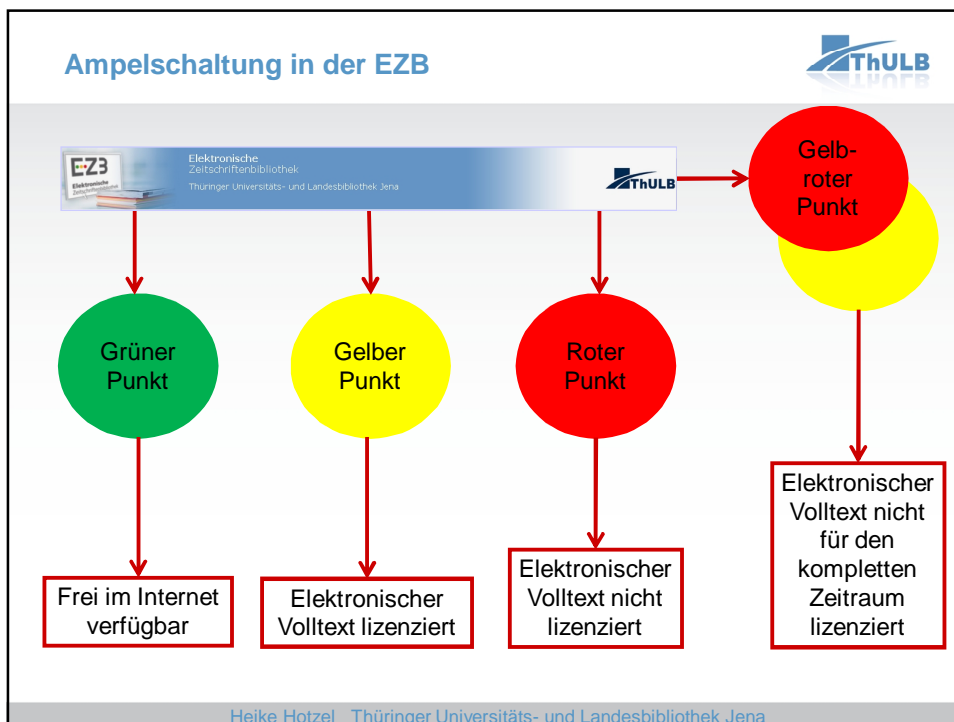 Ampelschaltung in der EZB
ThULB
EZB
Elektronische
Zeitschriftenbibliothek
Elektronische
Zeitschriftenbibliothek
Thüringer Universitäts- und Landesbibliothek Jena
ThULB
Gelb-
roter
Punkt
Grüner
Punkt
Gelber
Punkt
Roter
Punkt
Frei im Internet
verfügbar
Elektronischer
Volltext lizenziert
Elektronischer
Volltext nicht
lizenziert
Elektronischer
Volltext nicht
für den
kompletten
Zeitraum
lizenziert
Heike Hotzel Thüringer Universitäts- und Landesbibliothek Jena